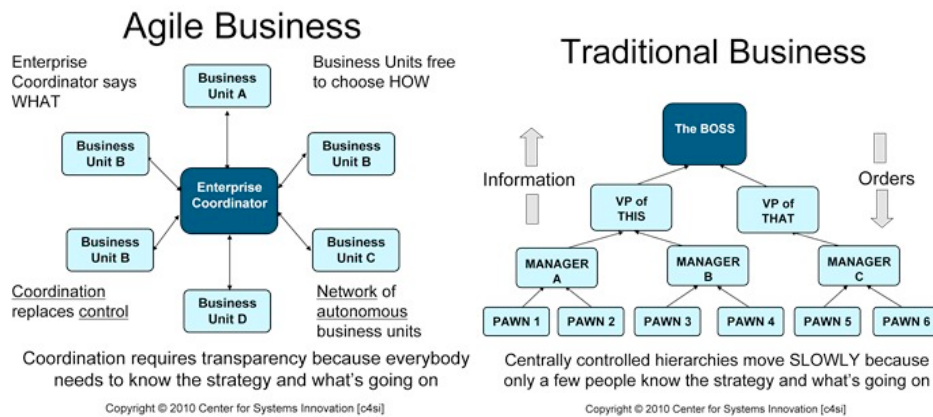 Agile Business
Enterprise
Coordinator says
WHAT
Business
Unit A
Business Units free
to choose HOW
Business
Unit B
Business
Unit B
Enterprise
Coordinator
Business
Unit B
Business
Unit C
Coordination
replaces control
Business
Unit D
Network of
autonomous
business units
Coordination requires transparency because everybody
needs to know the strategy and what's going on
Copyright © 2010 Center for Systems Innovation [c4si]
Traditional Business
The BOSS
Information
Orders
VP of
THIS
VP of
THAT
MANAGER
A
MANAGER
B
MANAGER
C
PAWN 1
PAWN 2
PAWN 3
PAWN 4
PAWN 5
PAWN 6
Centrally controlled hierarchies move SLOWLY because
only a few people know the strategy and what's going on
Copyright © 2010 Center for Systems Innovation [c4si]